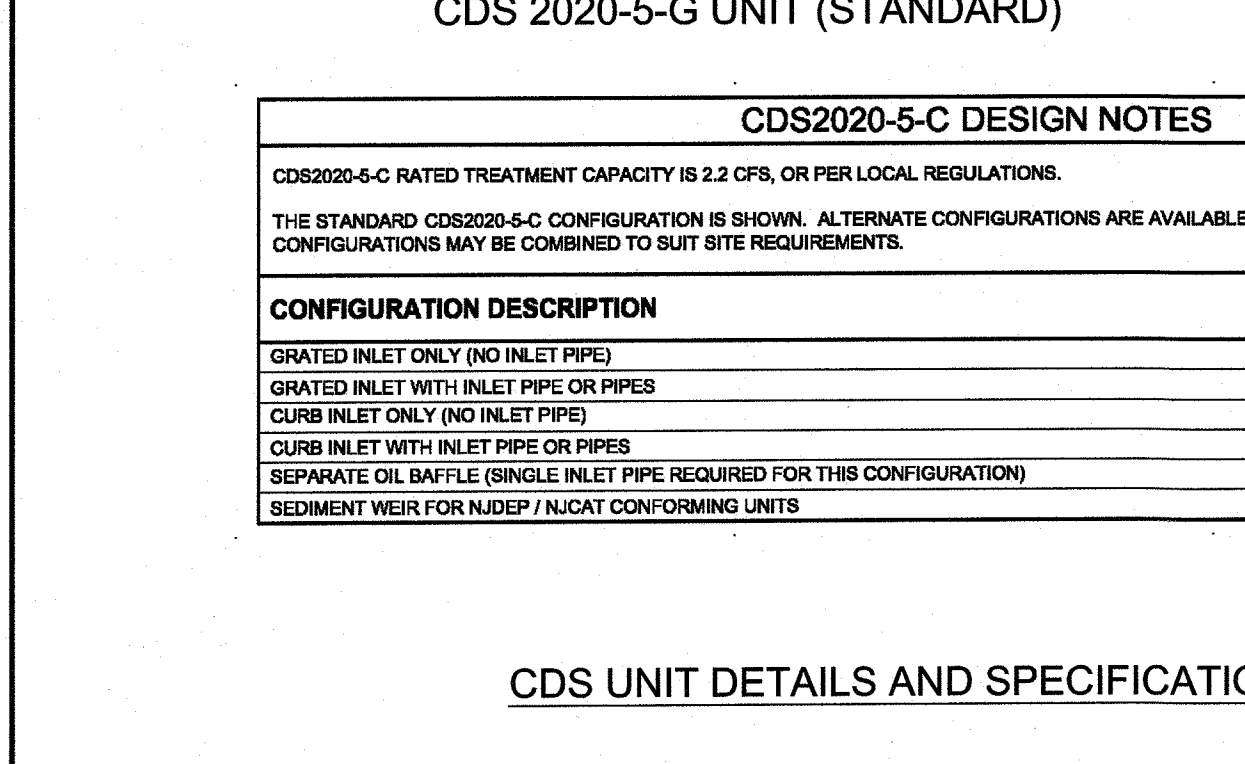 CDS 2020-5-G UNIT (STANDARD)
CDS2020-5-C DESIGN NOTES
CDS2020-5-C RATED TREATMENT CAPACITY IS 2.2 CFS, OR PER LOCAL REGULATIONS.
THE STANDARD CDS2020-5-C CONFIGURATION IS SHOWN. ALTERNATE CONFIGURATIONS ARE AVAILABLE
CONFIGURATIONS MAY BE COMBINED TO SUIT SITE REQUIREMENTS.
CONFIGURATION DESCRIPTION
GRATED INLET ONLY (NO INLET PIPE)
GRATED INLET WITH INLET PIPE OR PIPES
CURB INLET ONLY (NO INLET PIPE)
CURB INLET WITH INLET PIPE OR PIPES
SEPARATE OIL BAFFLE (SINGLE INLET PIPE REQUIRED FOR THIS CONFIGURATION)
SEDIMENT WEIR FOR NJDEP / NJCAT CONFORMING UNITS
CDS UNIT DETAILS AND SPECIFICATIO